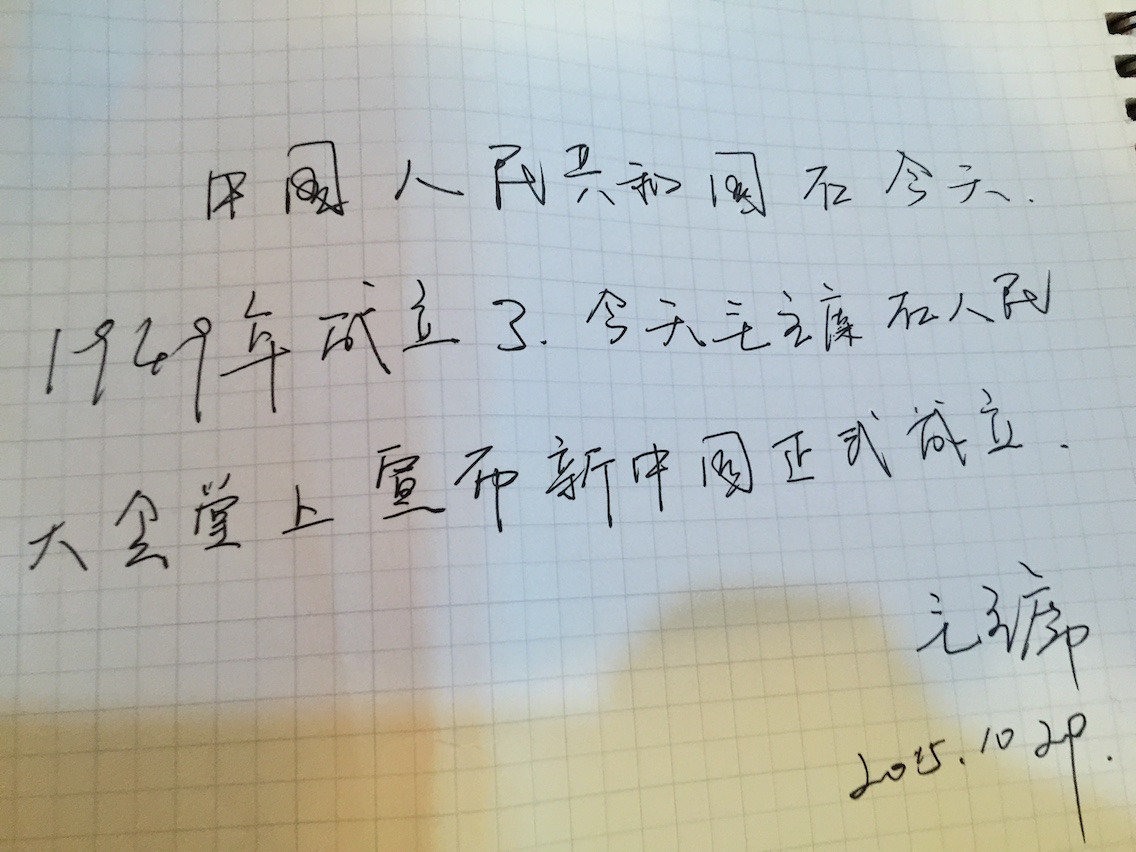 中国人民共和国在今天.
1949年成立了.今天毛主席在人民
大会堂上宣布新中国正式成立.
毛主席
2015.10 29.